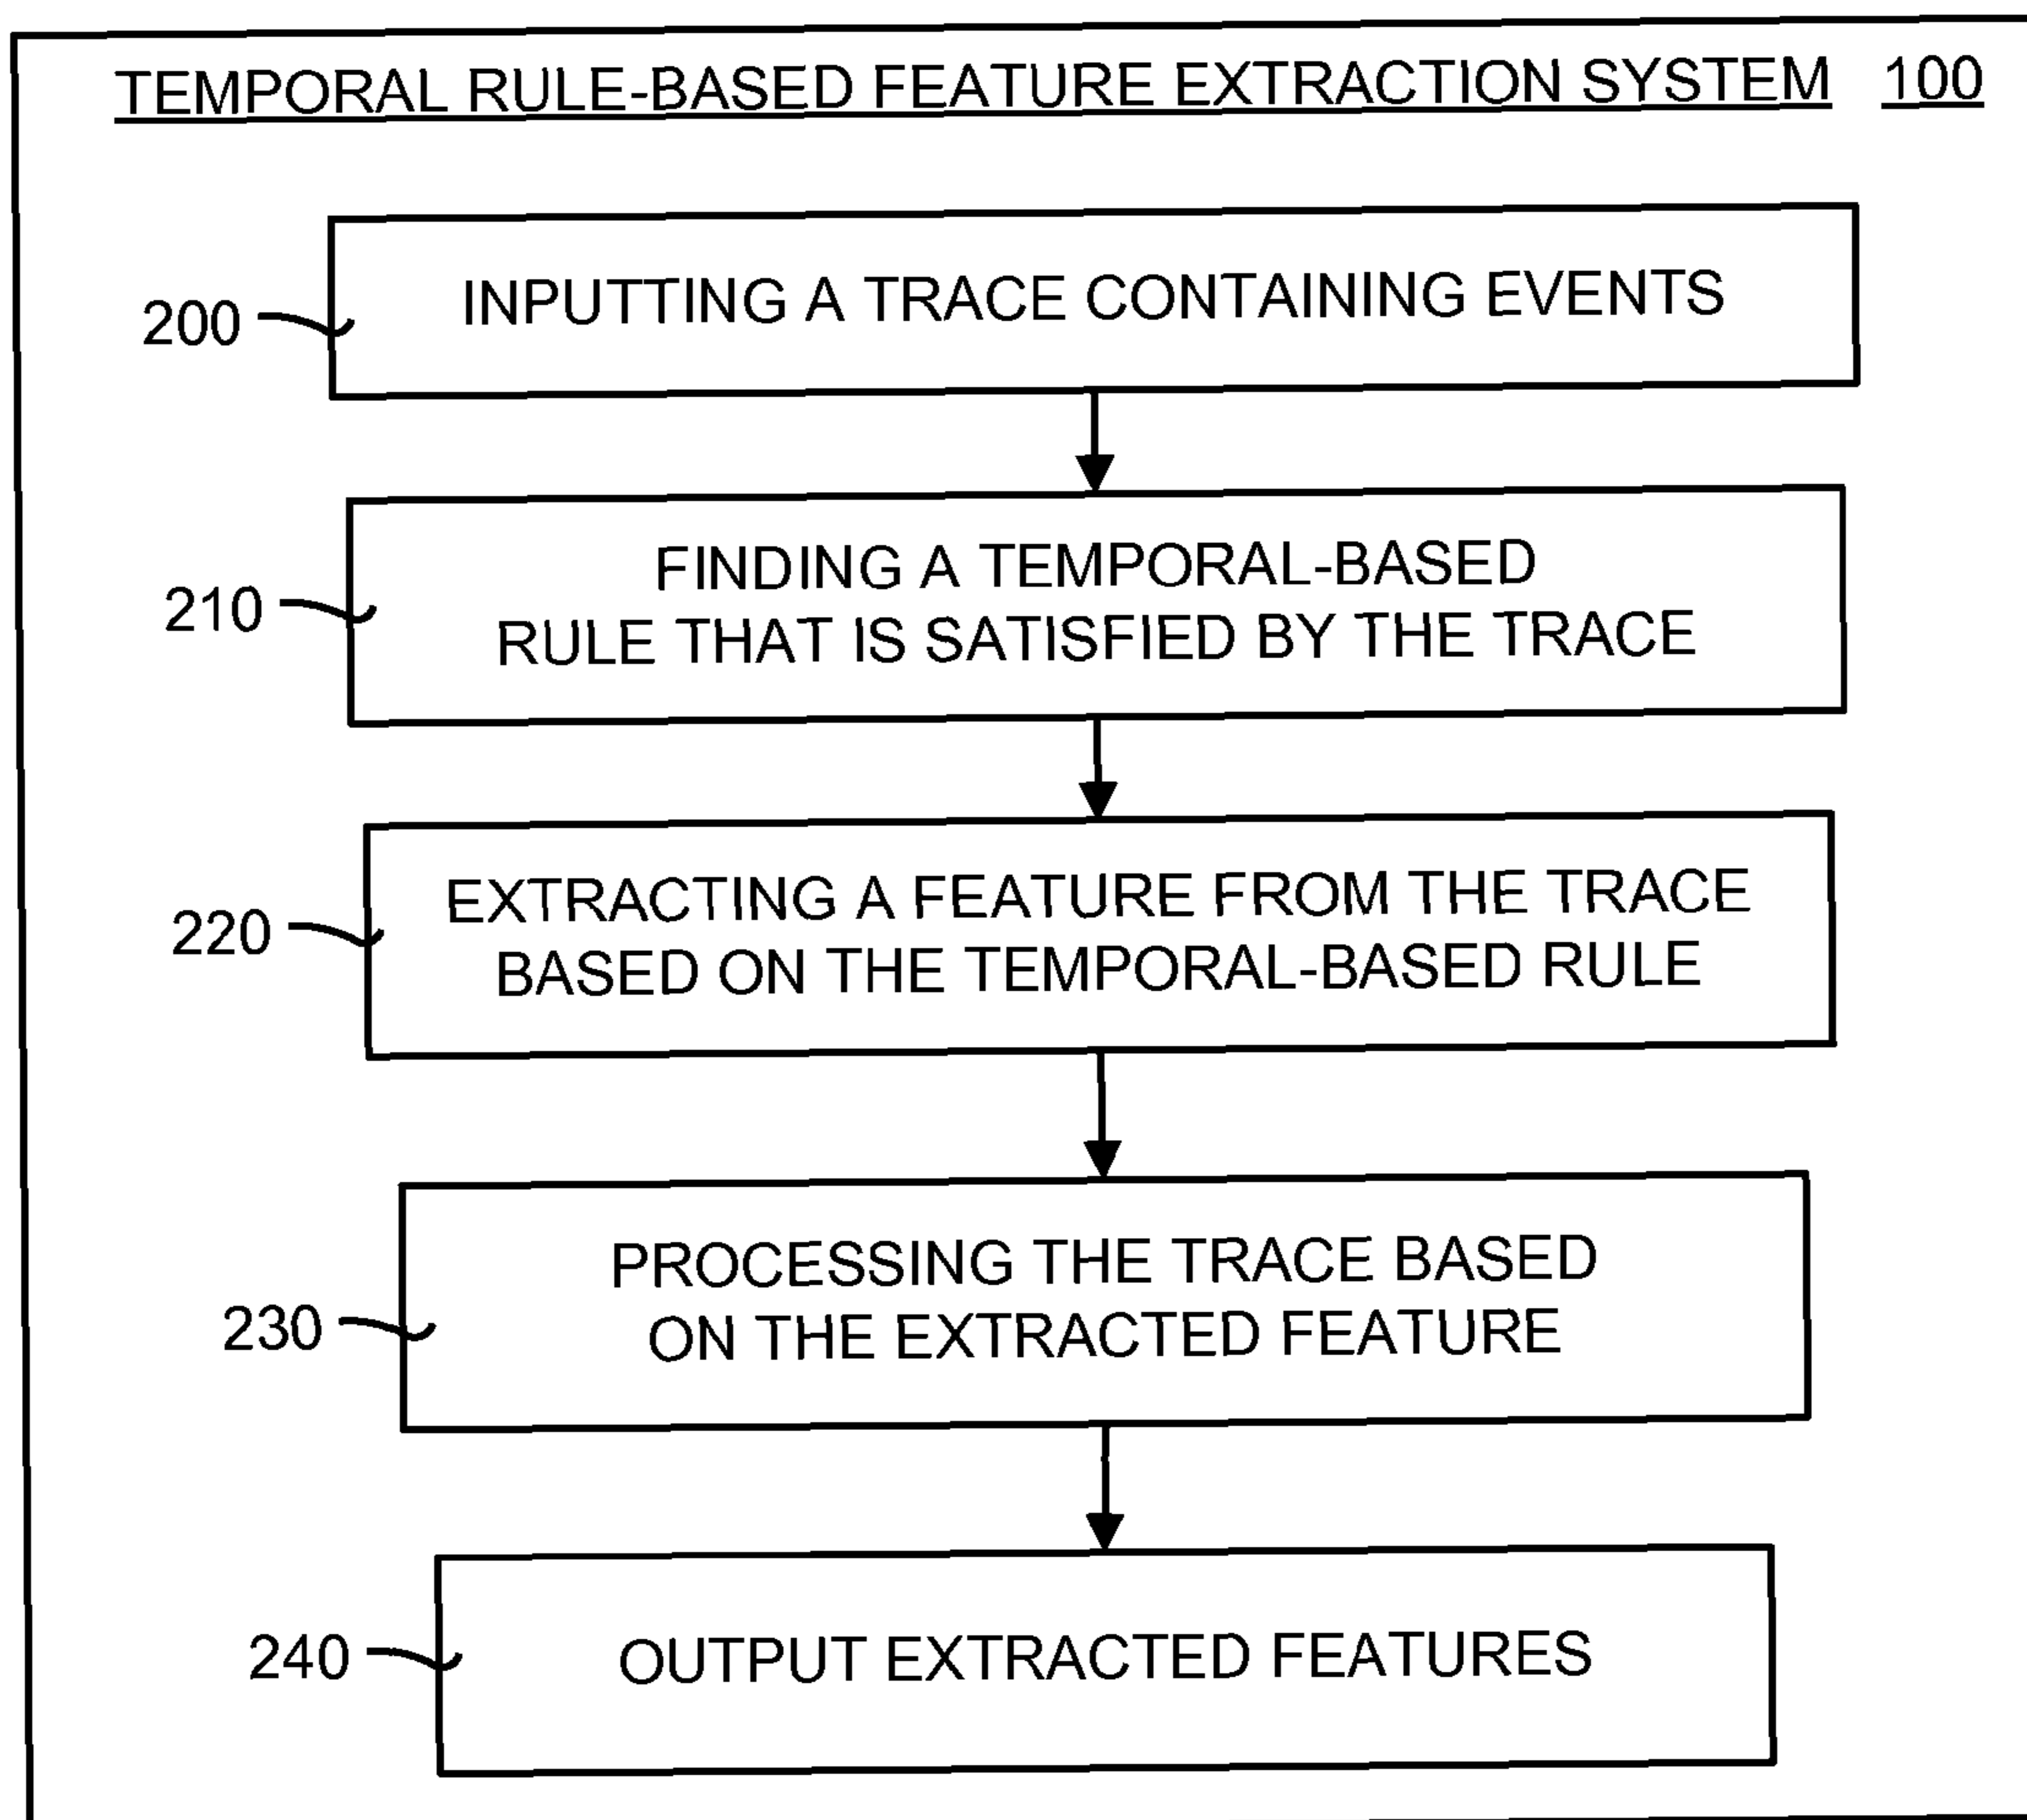 TEMPORAL RULE-BASED FEATURE EXTRACTION SYSTEM 100
200 INPUTTING A TRACE CONTAINING EVENTS
FINDING A TEMPORAL-BASED
210 RULE THAT IS SATISFIED BY THE TRACE
EXTRACTING A FEATURE FROM THE TRACE
220 BASED ON THE TEMPORAL-BASED RULE
PROCESSING THE TRACE BASED
230 ON THE EXTRACTED FEATURE
240 OUTPUT EXTRACTED FEATURES